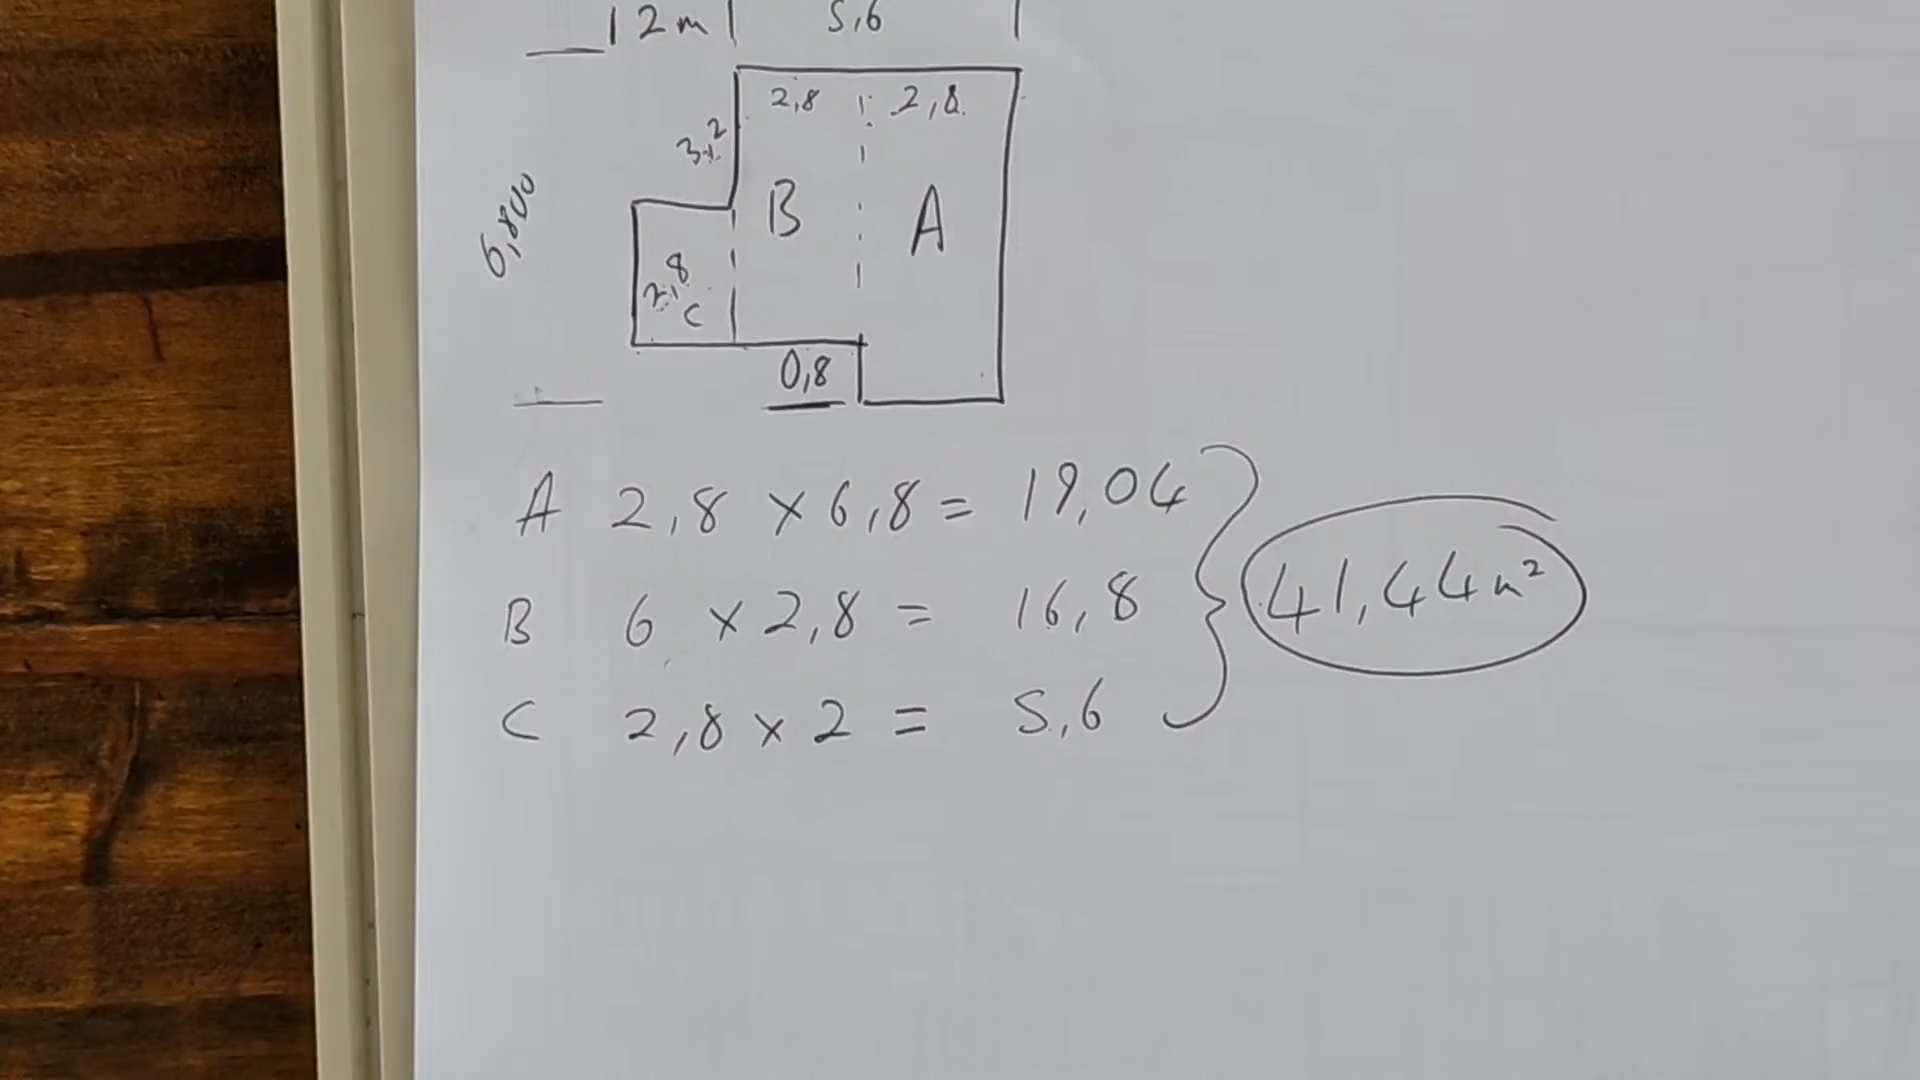 |2m| 5,6 |
2,8 2,8
3,2
B A
6,800
2,8
C
0,8
A 2,8 x 6,8 = 19,04
B 6 x 2,8 = 16,8
41,44m²
C 2,8 x 2 = 5,6